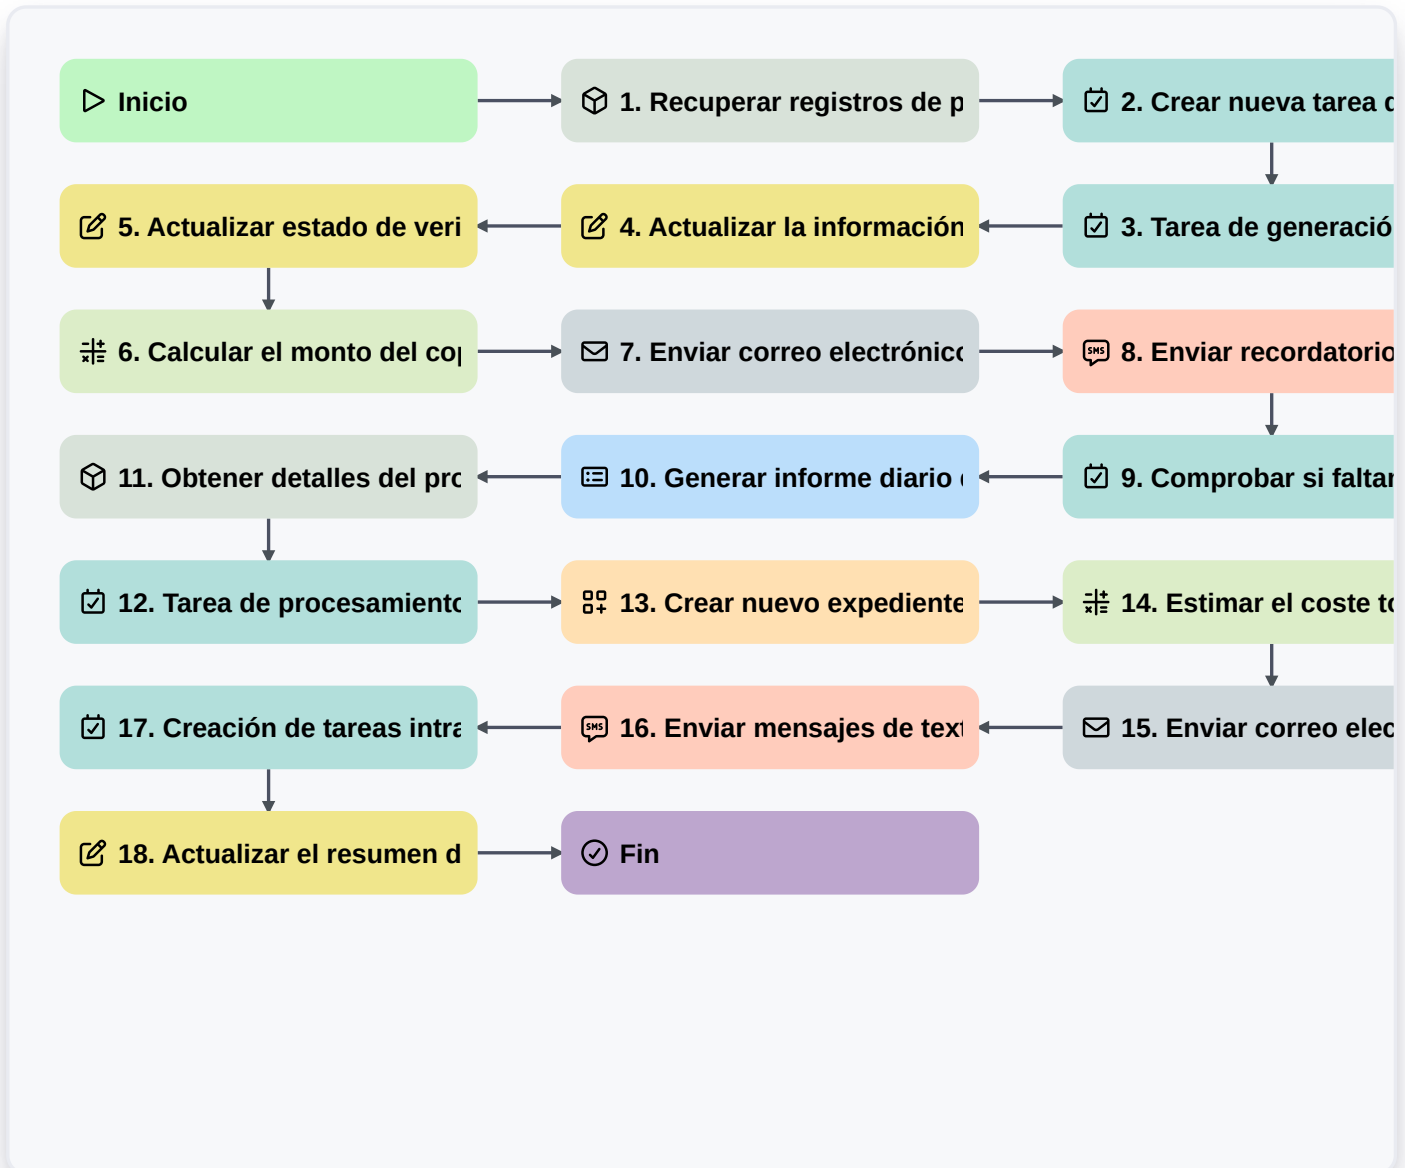 Inicio
1. Recuperar registros de p
2. Crear nueva tarea
3. Tarea de generació
4. Actualizar la información
5. Actualizar estado de veri
6. Calcular el monto del cop
7. Enviar correo electrónico
8. Enviar recordatorio
9. Comprobar si faltan
10. Generar informe diario
11. Obtener detalles del pro
12. Tarea de procesamiento
13. Crear nuevo expediente
14. Estimar el coste to
15. Enviar correo elec
16. Enviar mensajes de text
17. Creación de tareas intra
18. Actualizar el resumen d
Fin